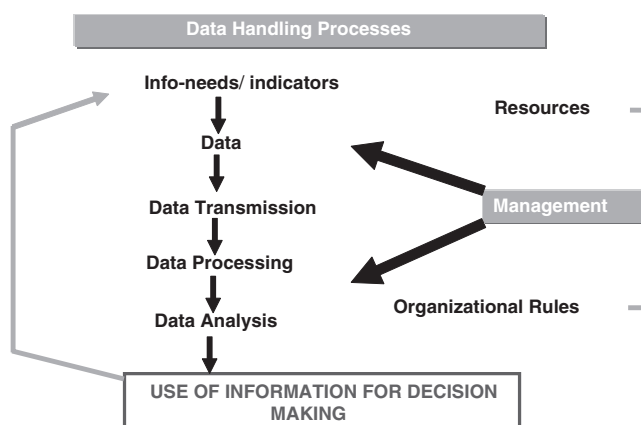 Data Handling Processes
Info-needs/ indicators
Resources
Data
Management
Data Transmission
Data Processing
Organizational Rules
Data Analysis
USE OF INFORMATION FOR DECISION
MAKING